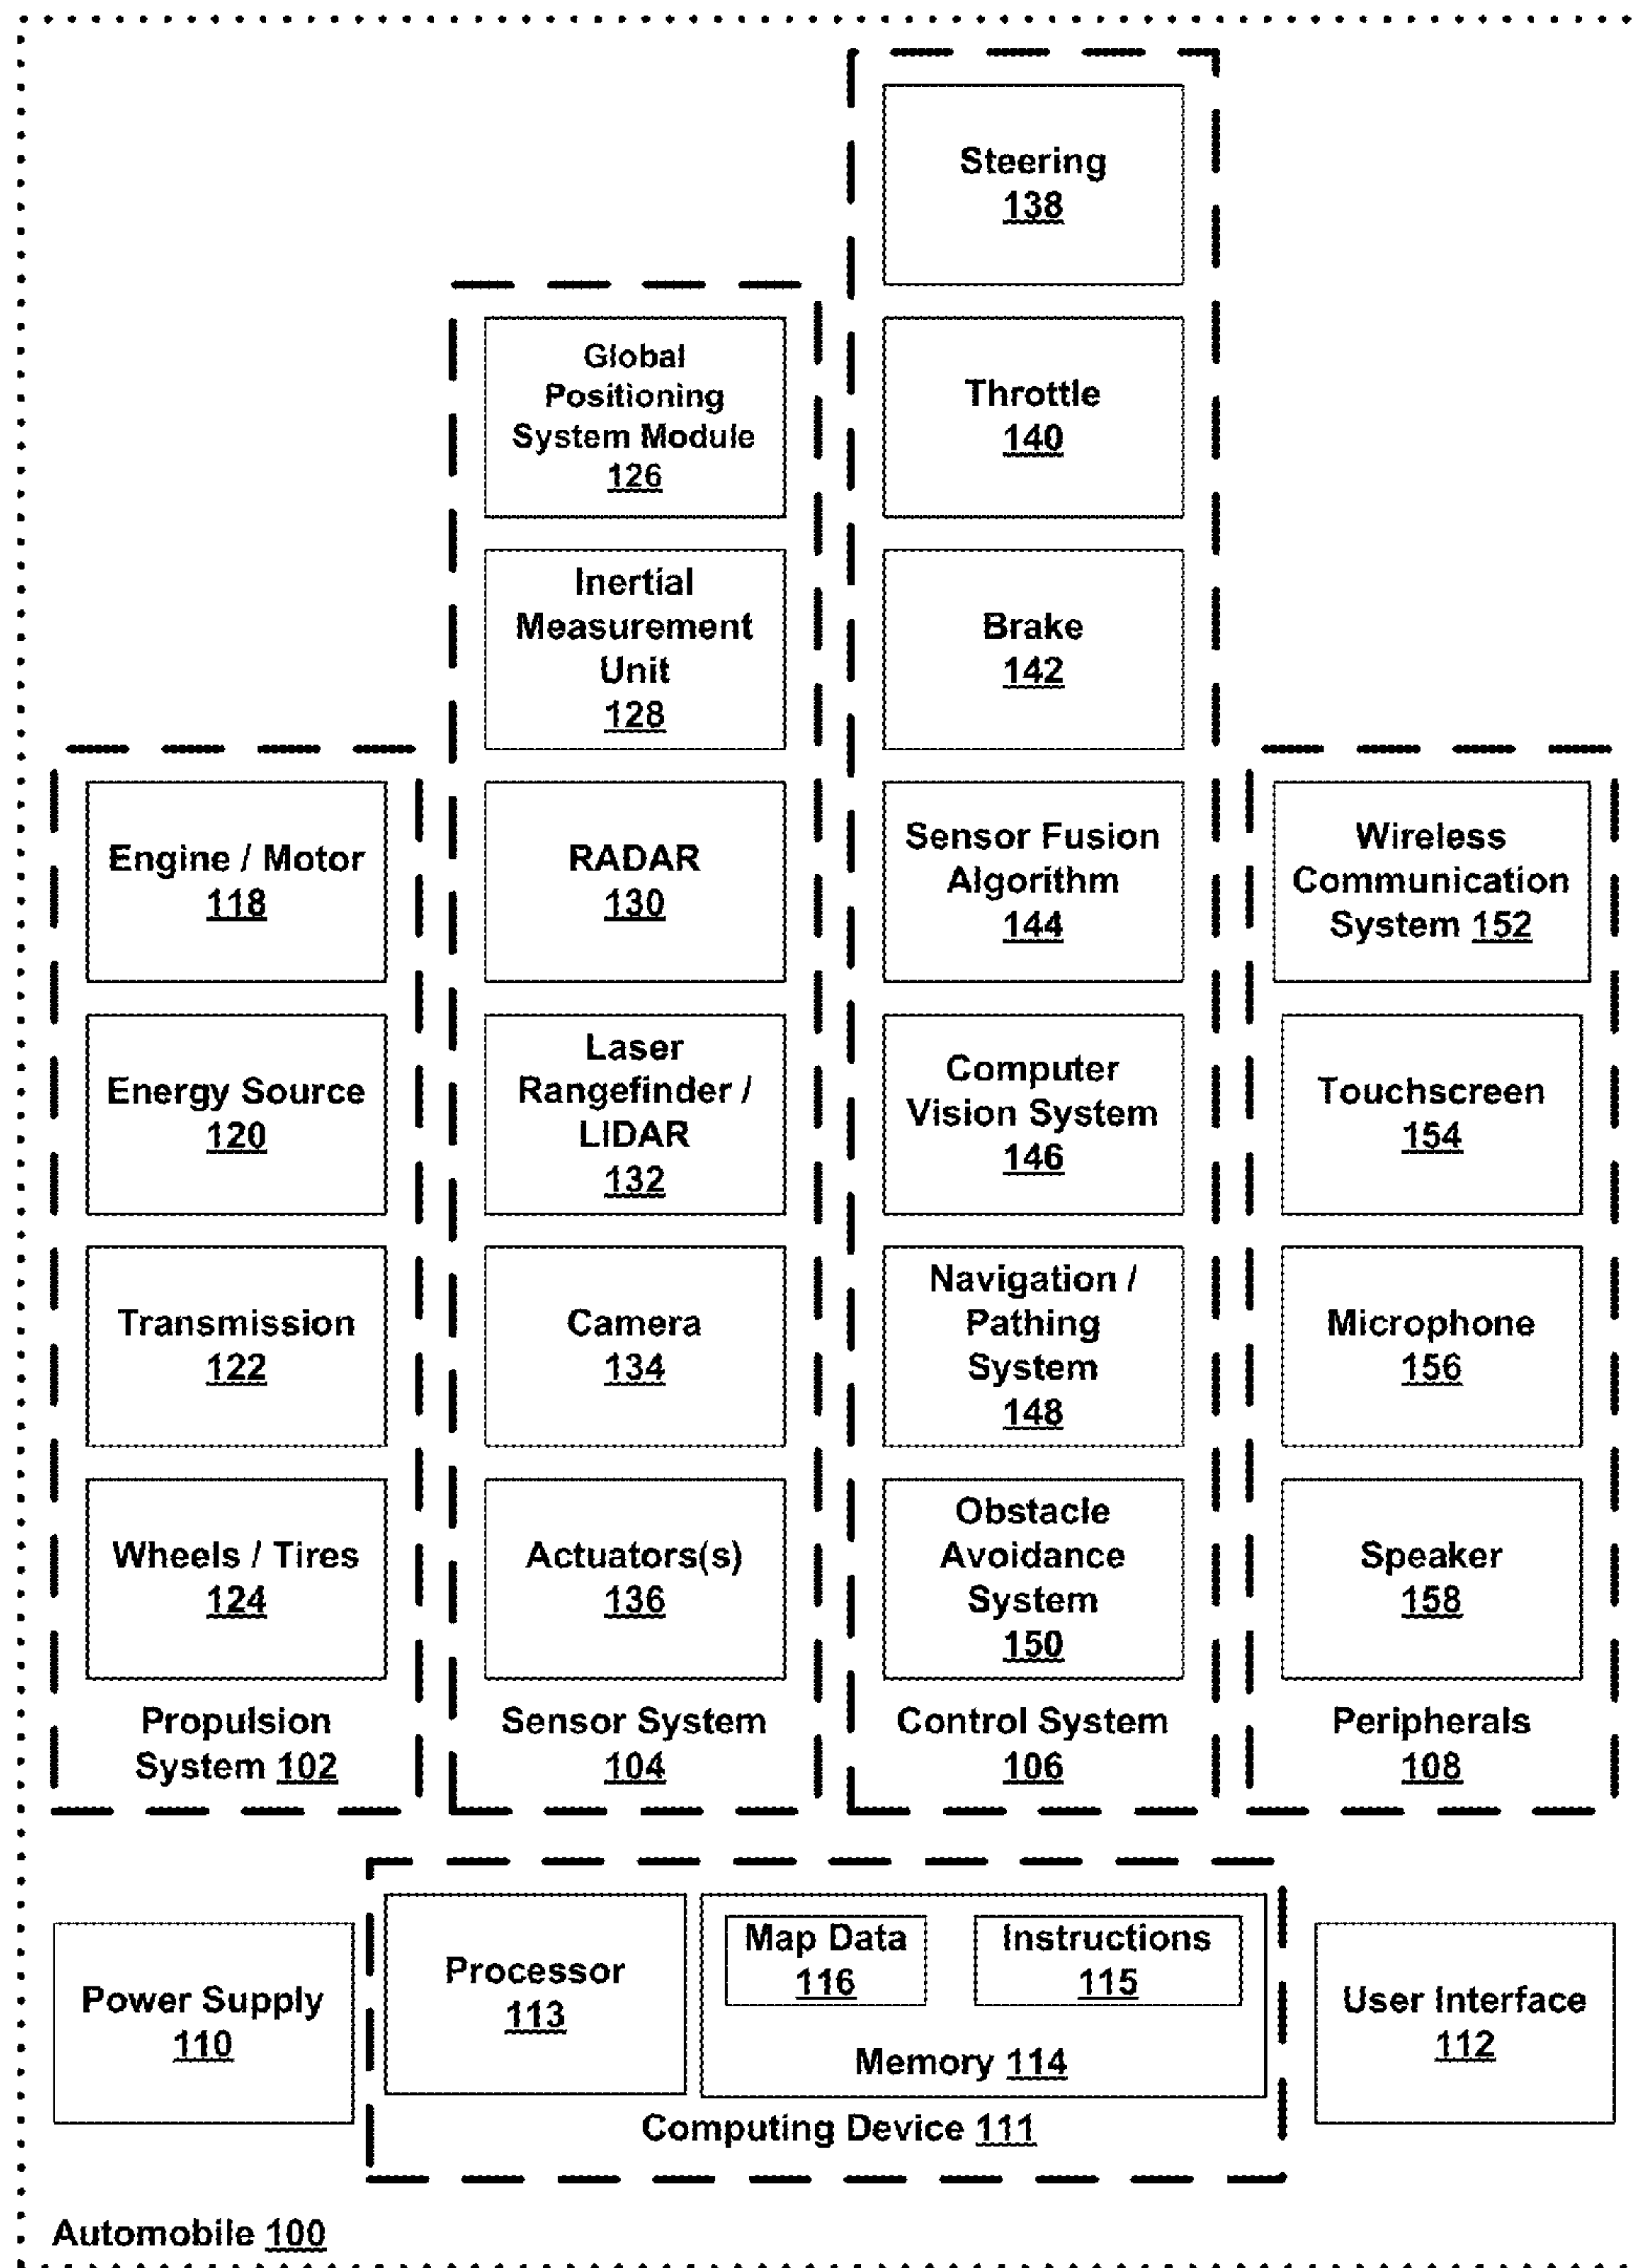 Steering
138
Global
Positioning
System Module
126
Throttle
140
Inertial
Measurement
Unit
128
Brake
142
Engine / Motor
118
RADAR
130
Sensor Fusion
Algorithm
144
Wireless
Communication
System 152
Energy Source
120
Laser
Rangefinder /
LIDAR
132
Computer
Vision System
146
Touchscreen
154
Transmission
122
Camera
134
Navigation /
Pathing
System
148
Microphone
156
Wheels / Tires
124
Actuators(s)
136
Obstacle
Avoidance
System
150
Speaker
158
Propulsion
System 102
Sensor System
104
Control System
106
Peripherals
108
Power Supply
110
Processor
113
Map Data
116
Instructions
115
Memory 114
Computing Device 111
User Interface
112
Automobile 100